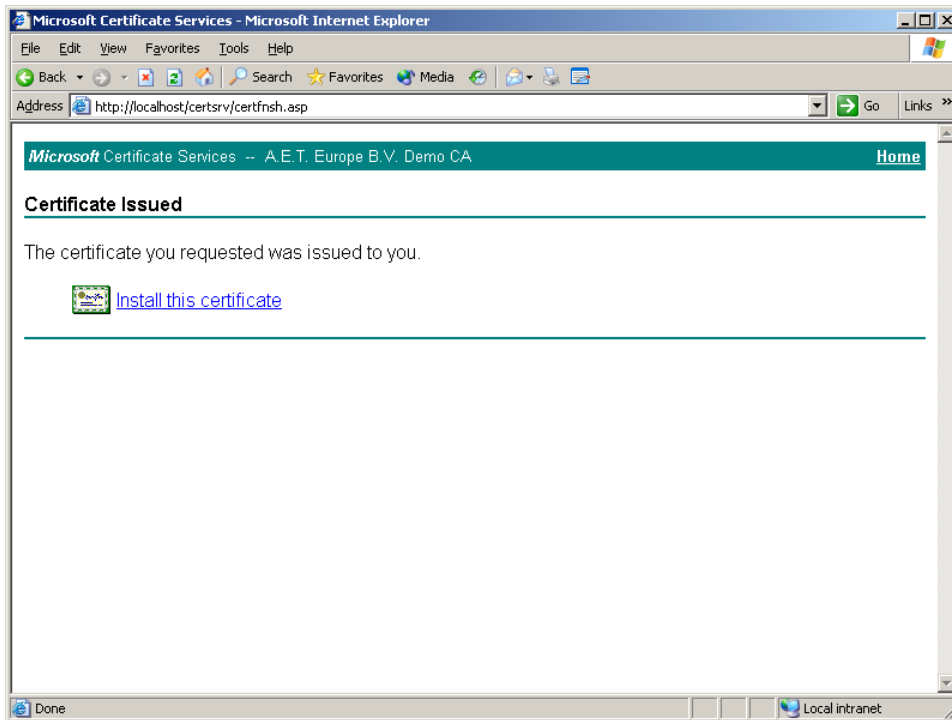 Microsoft Certificate Services - Microsoft Internet Explorer
File Edit View Favorites Tools Help
Back Search Favorites Media
Address http://localhost/certsrv/certfnsh.asp Go Links »
Microsoft Certificate Services -- A.E.T. Europe B.V. Demo CA Home
Certificate Issued
The certificate you requested was issued to you.
Install this certificate
Done Local intranet